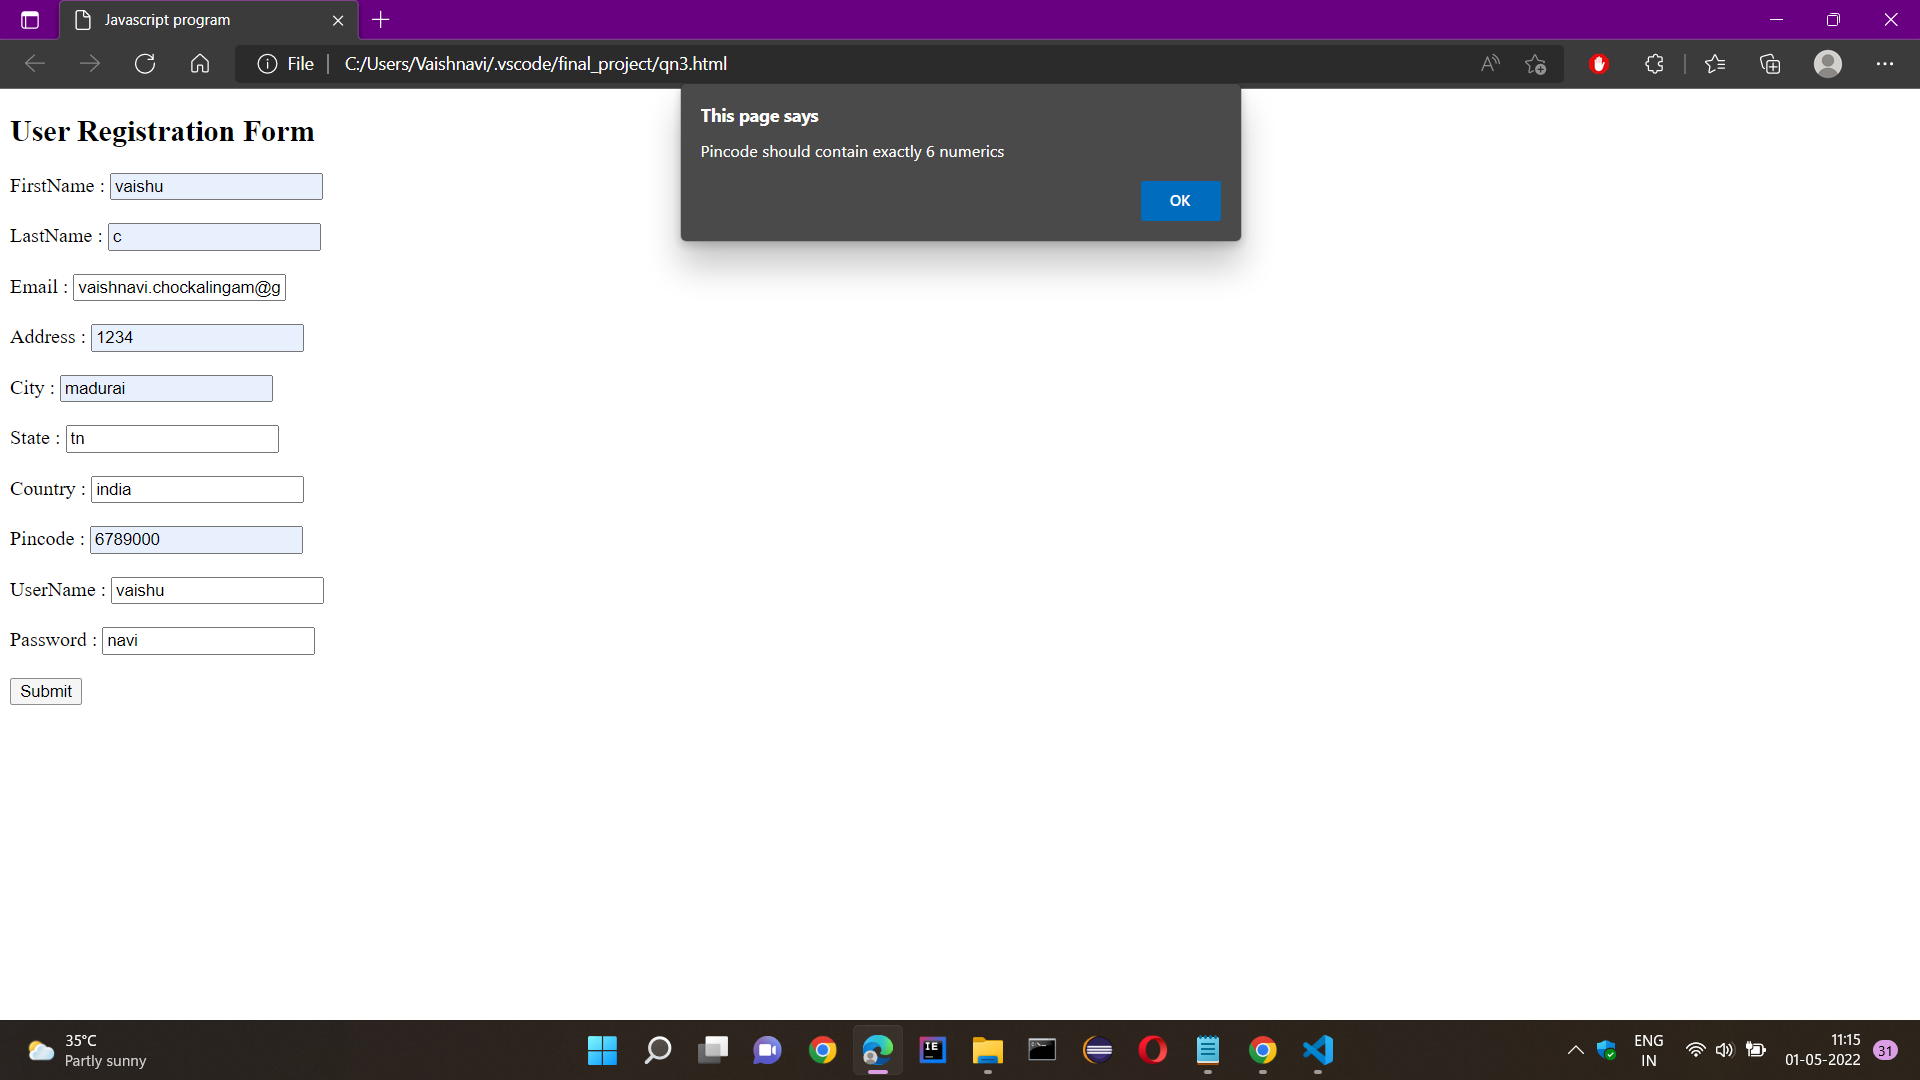 Javascript program
File
C:/Users/Vaishnavi/.vscode/final_project/qn3.html
This page says
Pincode should contain exactly 6 numerics
OK
User Registration Form
FirstName : vaishu
LastName : c
Email : vaishnavi.chockalingam@g
Address : 1234
City : madurai
State : tn
Country : india
Pincode : 6789000
UserName : vaishu
Password : navi
Submit
35°C
Partly sunny
IE
ENG
IN
11:15
01-05-2022
31